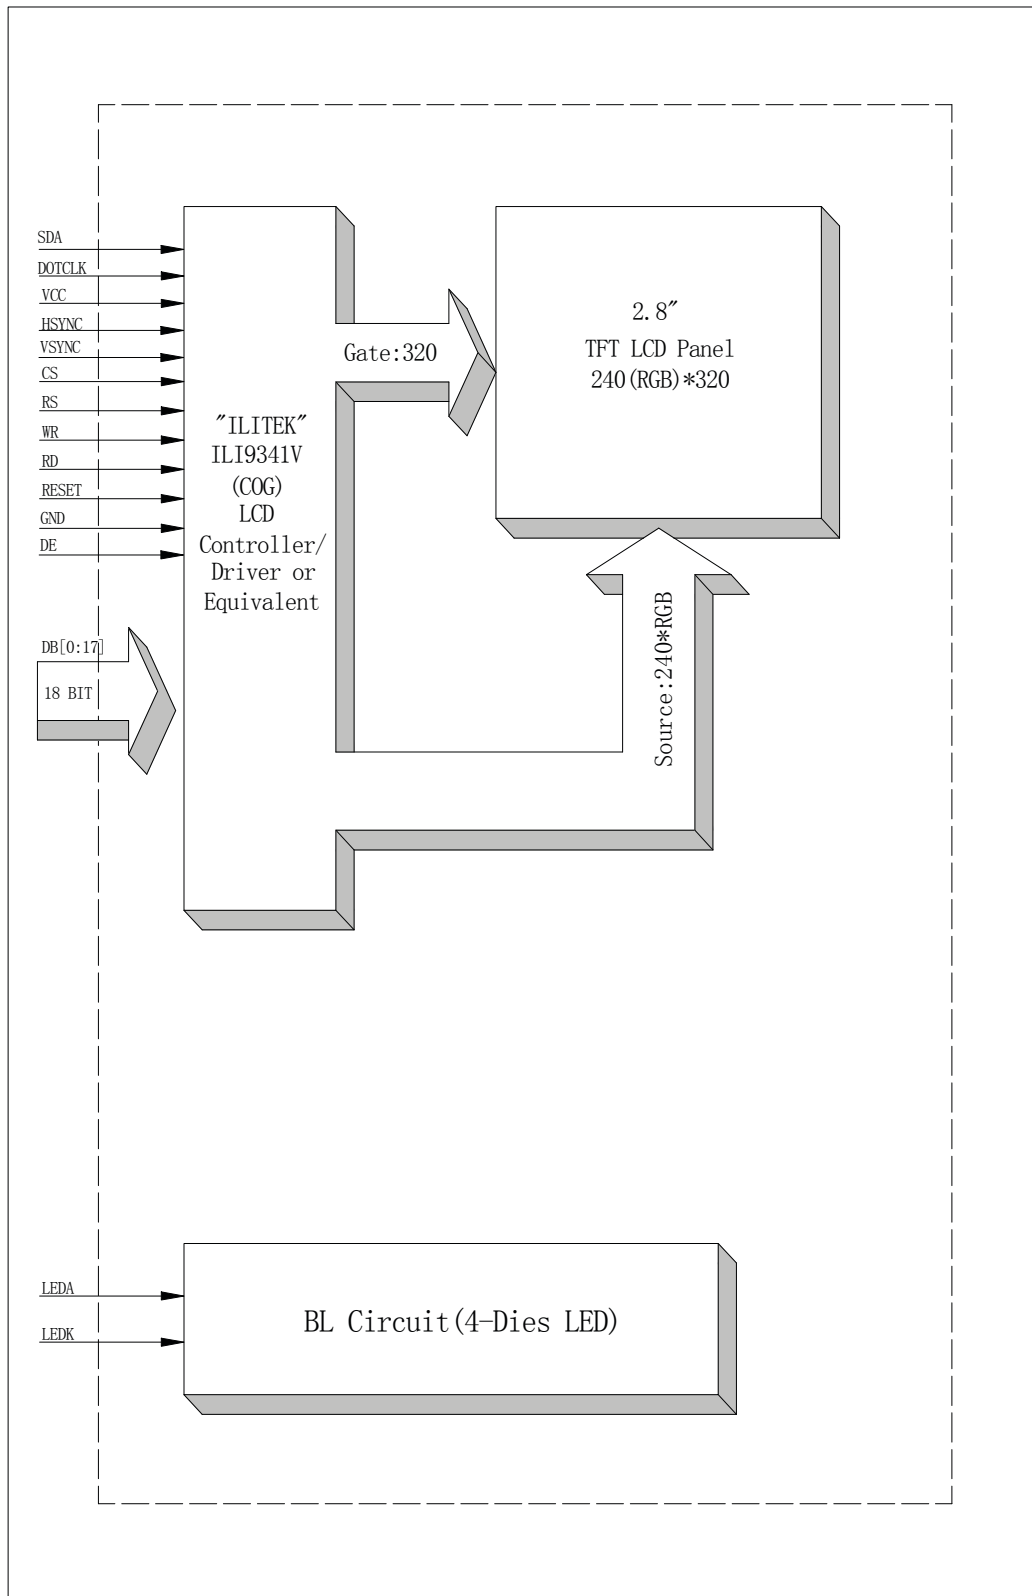 SDA
DOTCLK
VCC
HSYNC
VSYNC
CS
RS
WR
RD
RESET
GND
DE
DB[0:17]
18 BIT
"ILITEK"
ILI9341V
(COG)
LCD
Controller/
Driver or
Equivalent
Gate:320
2.8"
TFT LCD Panel
240(RGB)*320
Source:240*RGB
LEDA
LEDK
BL Circuit(4-Dies LED)